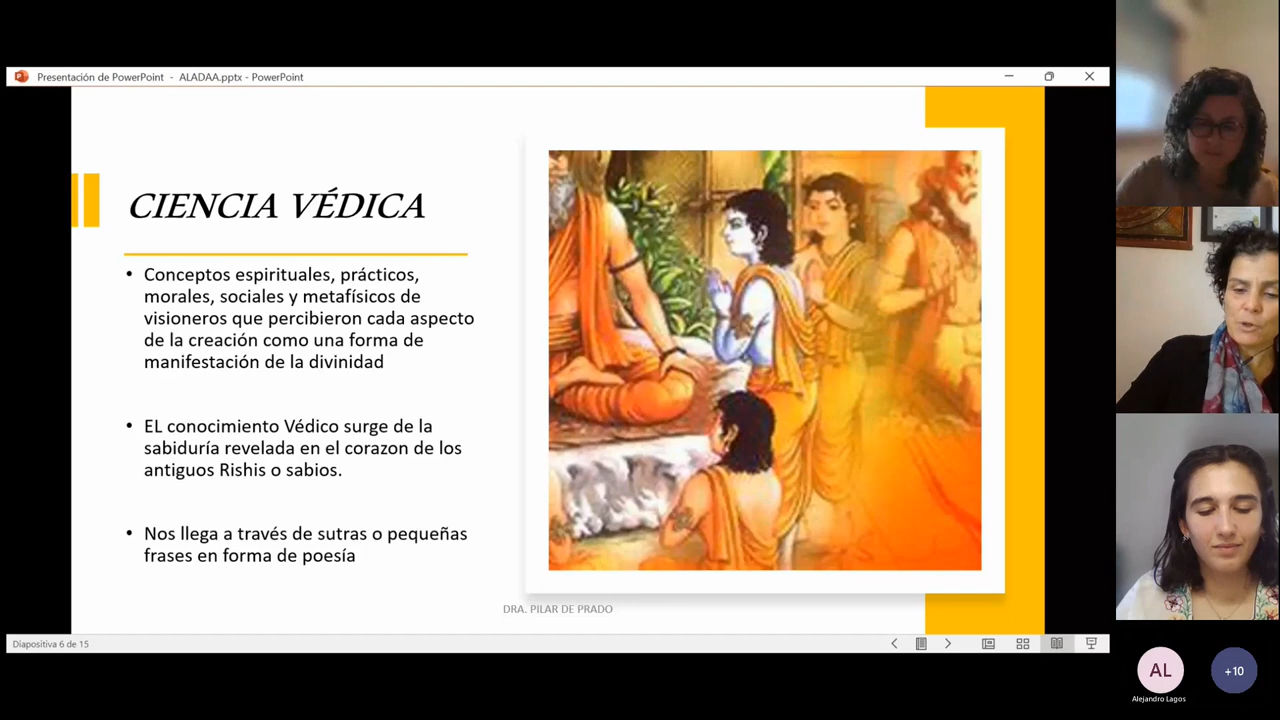 Presentación de PowerPoint - ALADAA.pptx - PowerPoint
CIENCIA VÉDICA
• Conceptos espirituales, prácticos,
morales, sociales y metafísicos de
visioneros que percibieron cada aspecto
de la creación como una forma de
manifestación de la divinidad
• EL conocimiento Védico surge de la
sabiduría revelada en el corazon de los
antiguos Rishis o sabios.
• Nos llega a través de sutras o pequeñas
frases en forma de poesía
DRA. PILAR DE PRADO
Diapositiva 6 de 15
AL
+10
Alejandro Lagos